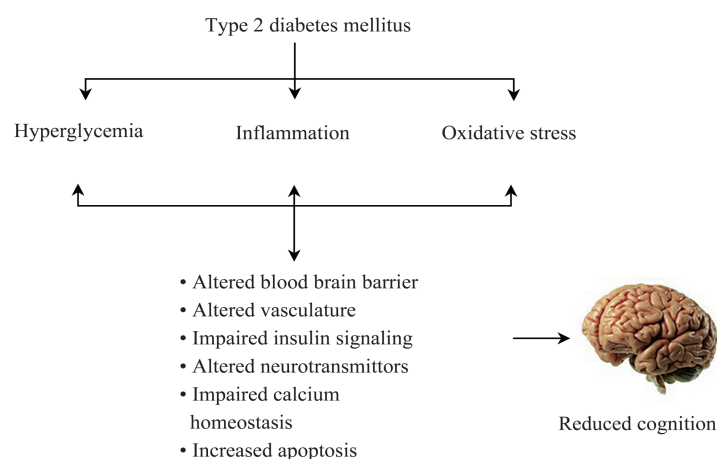 Type 2 diabetes mellitus
Hyperglycemia
Inflammation
Oxidative stress
• Altered blood brain barrier
• Altered vasculature
• Impaired insulin signaling
• Altered neurotransmittors
• Impaired calcium
homeostasis
• Increased apoptosis
Reduced cognition